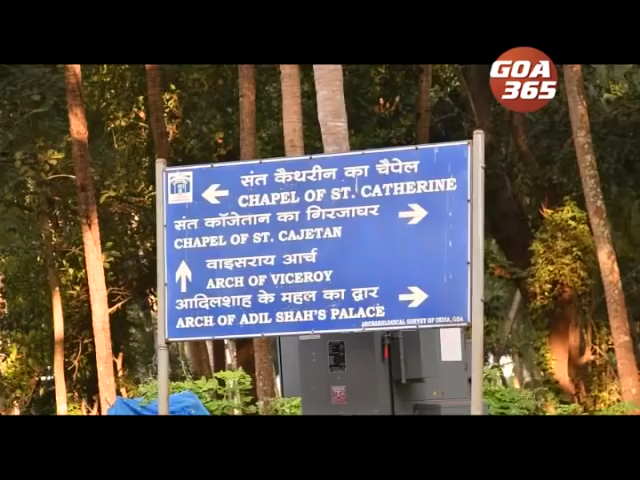 GOA
365
संत कैथरीन का चैपेल
CHAPEL OF ST. CATHERINE
संत कॉजेतान का गिरजाघर
CHAPEL OF ST. CAJETAN
वाइसराय आर्च
ARCH OF VICEROY
आदिलशाह के महल का द्वार
ARCH OF ADIL SHAH'S PALACE
ARCHAEOLOGICAL SURVEY OF INDIA, GOA